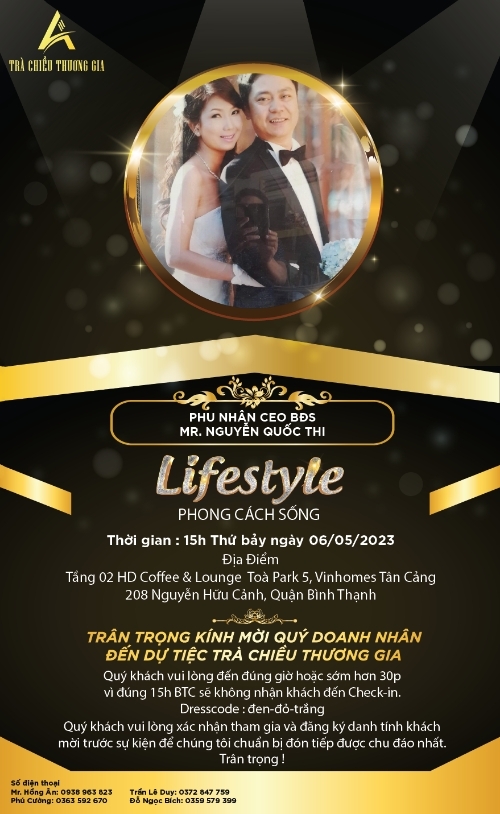 TRÀ CHIỀU THƯƠNG GIA
PHU NHÂN CEO BĐS
MR. NGUYỄN QUỐC THI
Lifestyle
PHONG CÁCH SỐNG
Thời gian : 15h Thứ bảy ngày 06/05/2023
Địa Điểm
Tầng 02 HD Coffee & Lounge Toà Park 5, Vinhomes Tân Cảng
208 Nguyễn Hữu Cảnh, Quận Bình Thạnh
TRÂN TRỌNG KÍNH MỜI QUÝ DOANH NHÂN
ĐẾN DỰ TIỆC TRÀ CHIỀU THƯƠNG GIA
Quý khách vui lòng đến đúng giờ hoặc sớm hơn 30p
vì đúng 15h BTC sẽ không nhận khách đến Check-in.
Dresscode : đen-đỏ-trắng
Quý khách vui lòng xác nhận tham gia và đăng ký danh tính khách
mời trước sự kiện để chúng tôi chuẩn bị đón tiếp được chu đáo nhất.
Trân trọng !
Số điện thoại
Mr. Hồng Ân: 0938 963 823 Trần Lê Duy: 0372 847 759
Phú Cường: 0363 592 670 Đỗ Ngọc Bích: 0359 579 399